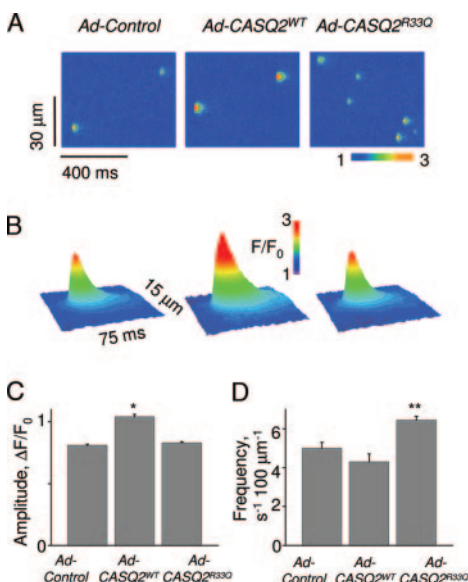 A
Ad-Control Ad-CASQ2WT Ad-CASQ2R33Q
30 μm
400 ms
1 3
B
3
F/F0
1
15 μm
75 ms
C
Amplitude, ΔF/F0
1
0
*
Ad-Control Ad-CASQ2WT Ad-CASQ2R33Q
D
Frequency, s-1 100 μm-1
6
4
2
0
**
Ad-Control Ad-CASQ2WT Ad-CASQ2R33Q